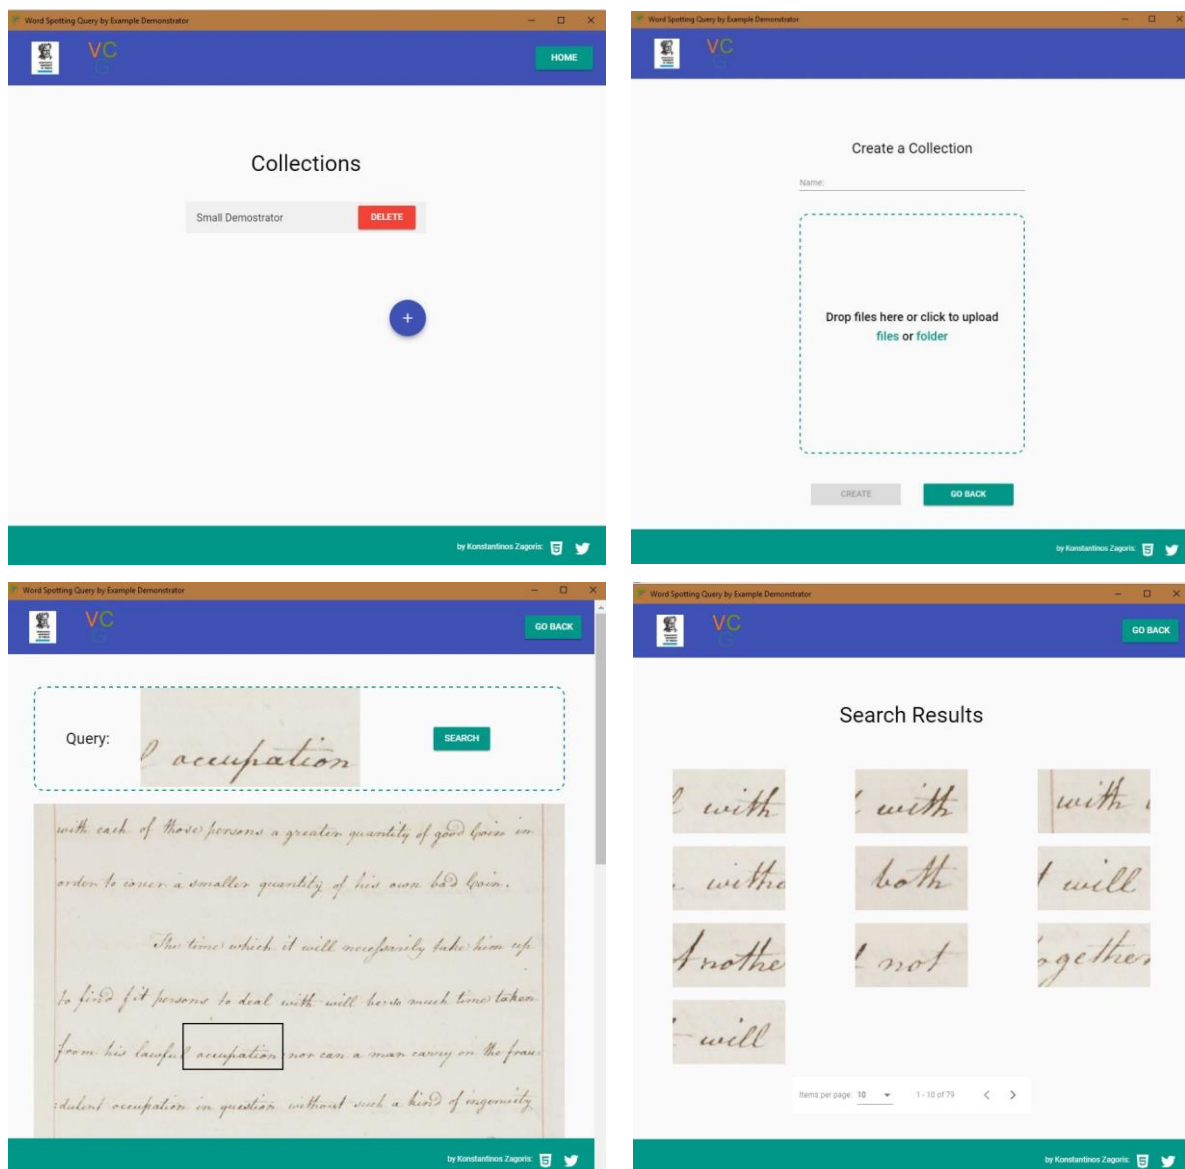 Word Spotting Query by Example Demonstrator
VC
G
HOME
Collections
Small Demostrator
DELETE
+
by Konstantinos Zagoris:
Word Spotting Query by Example Demonstrator
VC
G
Create a Collection
Name:
Drop files here or click to upload
files or folder
CREATE
GO BACK
by Konstantinos Zagoris:
Word Spotting Query by Example Demonstrator
VC
G
GO BACK
Query:
l occupation
SEARCH
with each of those persons a greater quantity of good Coin in
order to cover a smaller quantity of his own bad Coin.
The time which it will necessarily take him up
to find fit persons to deal with will be so much time taken
from his lawful occupation nor can a man carry on the frau:
:dulent occupation in question without such a kind of ingenuity
by Konstantinos Zagoris:
Word Spotting Query by Example Demonstrator
VC
G
GO BACK
Search Results
with
with
with
witho
both
will
nothe
not
ogether
will
Items per page: 10
1 - 10 of 79
by Konstantinos Zagoris: